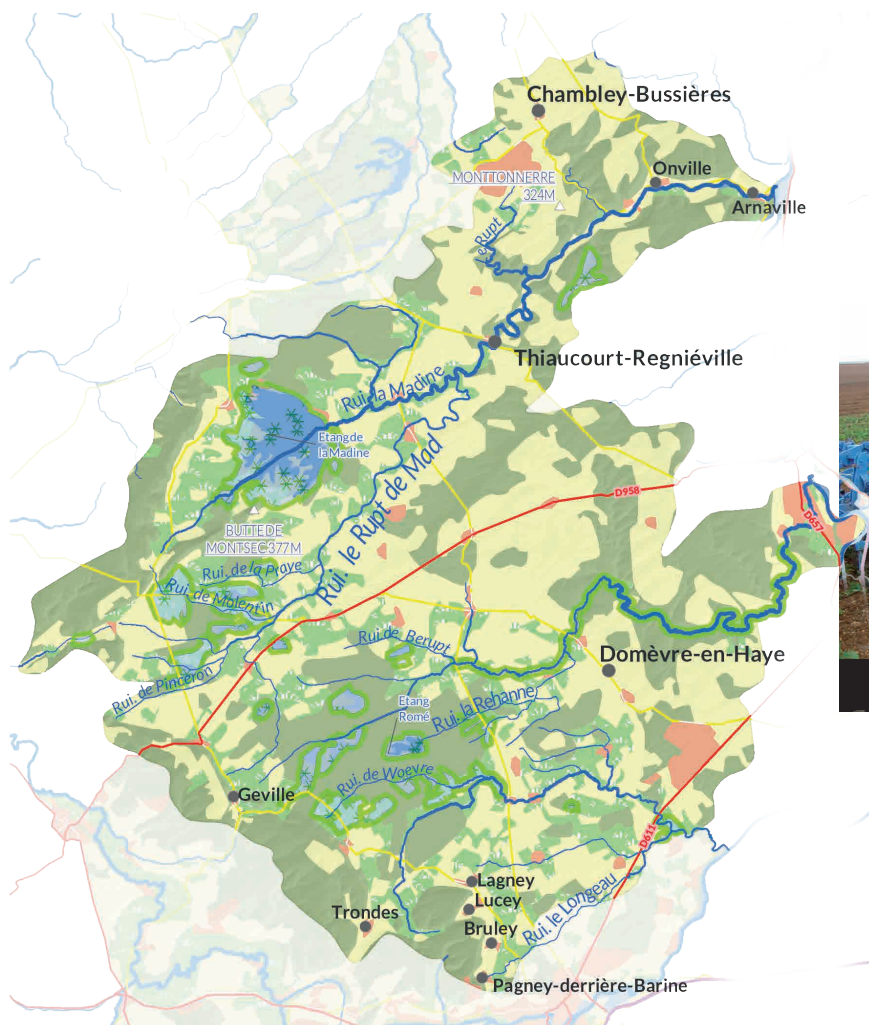 Chambley-Bussières
Onville
MONTTONNERRE
324M
Arnaville
Le Rupt
Thiaucourt-Regniéville
Rui. la Madine
Etang de
la Madine
Rui. le Rupt de Mad
D958
D657
BUTTE DE
MONTSEC 377M
Rui. de la Praye
Rui. de Molentin
Rui. de Berupt
Domèvre-en-Haye
Rui. de Pinceron
Etang
Romé
Rui. la Rehanne
Rui. de Woevre
Geville
D611
Lagney
Lucey
Trondes
Bruley
Rui. le Longeau
Pagney-derrière-Barine